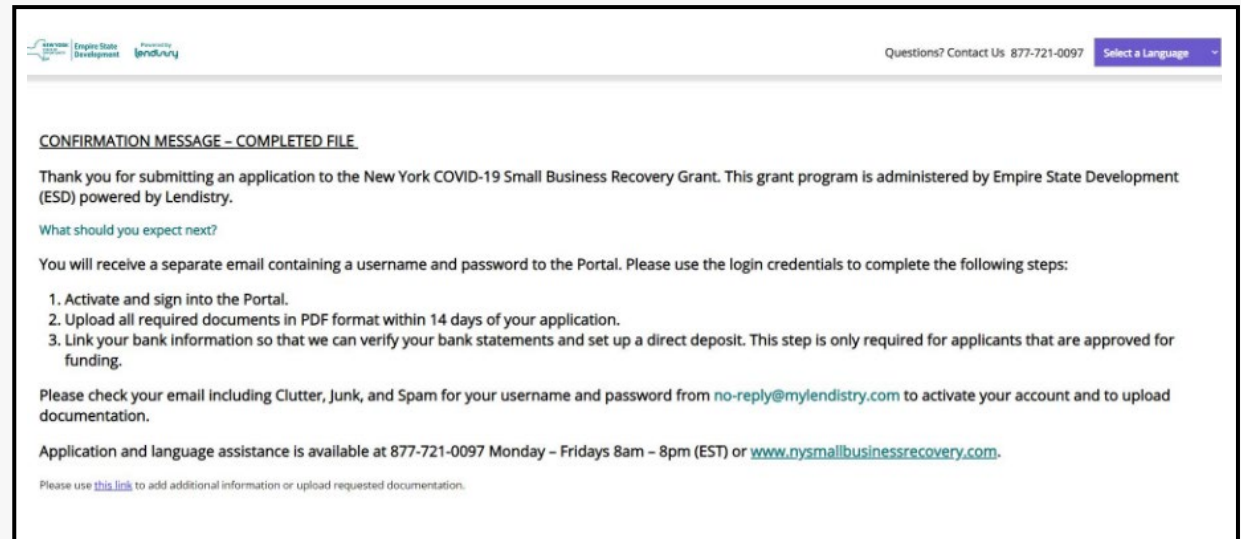 NEW YORK
Empire State
Development
Powered by
lendistry
Questions? Contact Us 877-721-0097
Select a Language
CONFIRMATION MESSAGE – COMPLETED FILE
Thank you for submitting an application to the New York COVID-19 Small Business Recovery Grant. This grant program is administered by Empire State Development
(ESD) powered by Lendistry.
What should you expect next?
You will receive a separate email containing a username and password to the Portal. Please use the login credentials to complete the following steps:
1. Activate and sign into the Portal.
2. Upload all required documents in PDF format within 14 days of your application.
3. Link your bank information so that we can verify your bank statements and set up a direct deposit. This step is only required for applicants that are approved for
funding.
Please check your email including Clutter, Junk, and Spam for your username and password from no-reply@mylendistry.com to activate your account and to upload
documentation.
Application and language assistance is available at 877-721-0097 Monday – Fridays 8am – 8pm (EST) or www.nysmallbusinessrecovery.com.
Please use this link to add additional information or upload requested documentation.